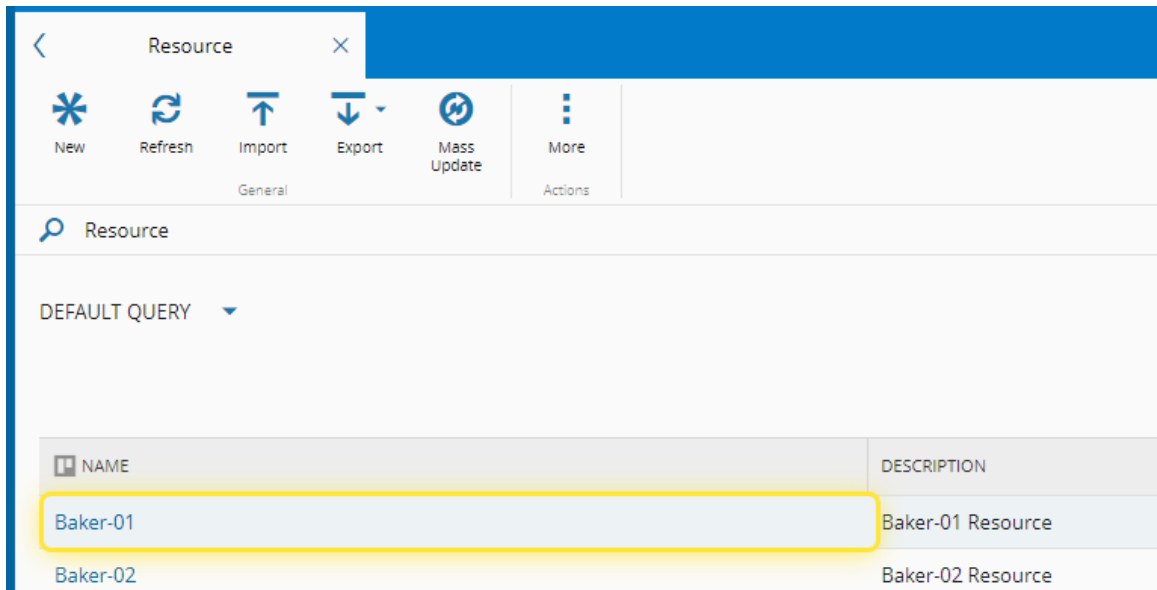 Resource
New Refresh Import Export Mass Update More
General Actions
Resource
DEFAULT QUERY
NAME DESCRIPTION
Baker-01 Baker-01 Resource
Baker-02 Baker-02 Resource